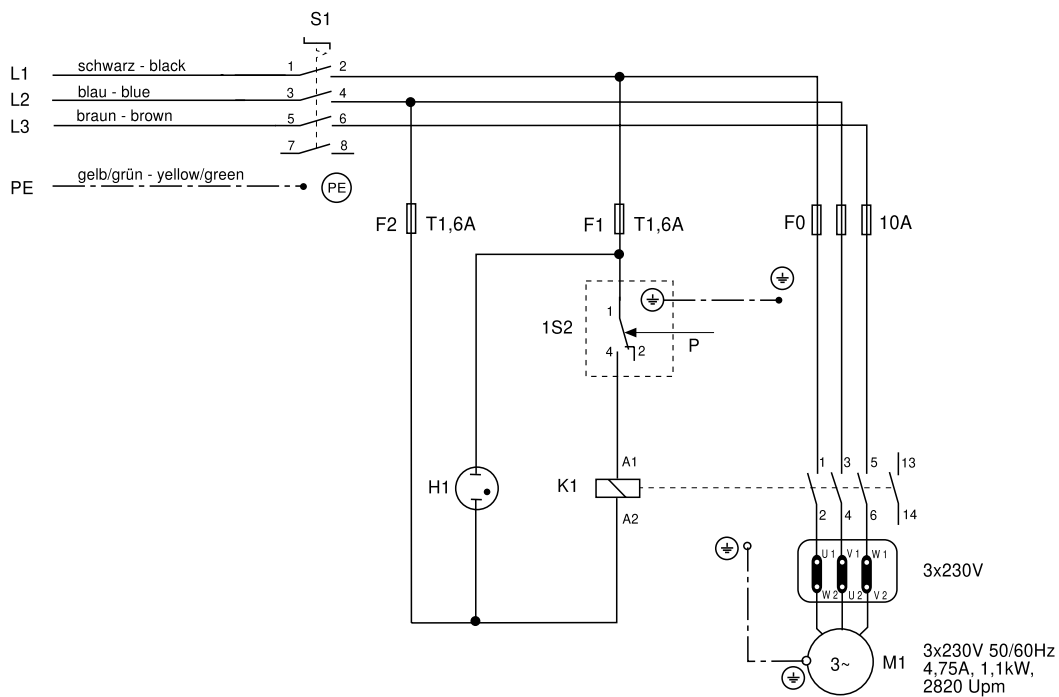 S1
L1 schwarz - black 1 2
L2 blau - blue 3 4
L3 braun - brown 5 6
7 8
PE gelb/grün - yellow/green PE
F2 T1,6A F1 T1,6A F0 10A
1
1S2
P
4 2
A1 1 3 5 13
H1 K1
A2 2 4 6 14
U1 V1 W1
3x230V
W2 U2 V2
3~ M1 3x230V 50/60Hz
4,75A, 1,1kW,
2820 Upm